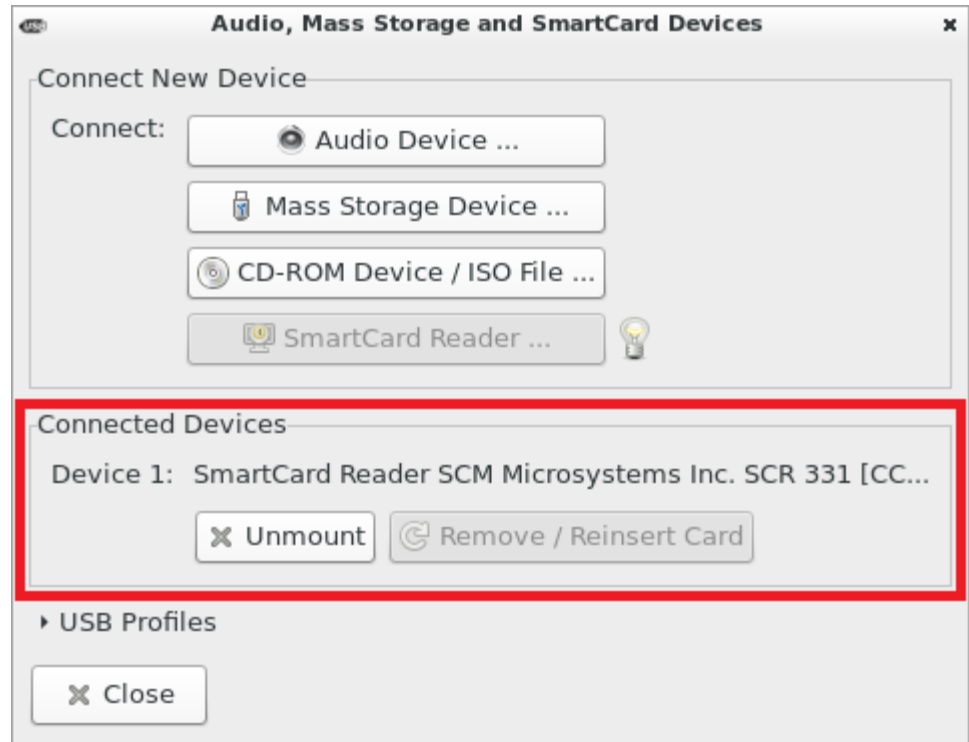 Audio, Mass Storage and SmartCard Devices
Connect New Device
Connect:
Audio Device ...
Mass Storage Device ...
CD-ROM Device / ISO File ...
SmartCard Reader ...
Connected Devices
Device 1: SmartCard Reader SCM Microsystems Inc. SCR 331 [CC...
Unmount Remove / Reinsert Card
USB Profiles
Close